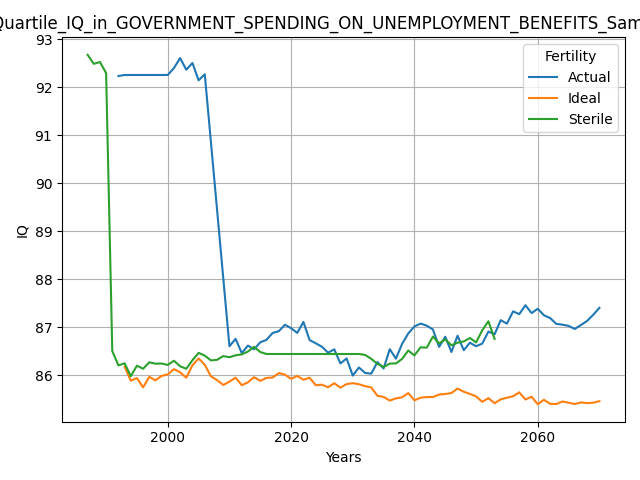 Quartile_IQ_in_GOVERNMENT_SPENDING_ON_UNEMPLOYMENT_BENEFITS_Sam
93
92
91
90
89
88
87
86
IQ
Fertility
Actual
Ideal
Sterile
2000
2020
2040
2060
Years